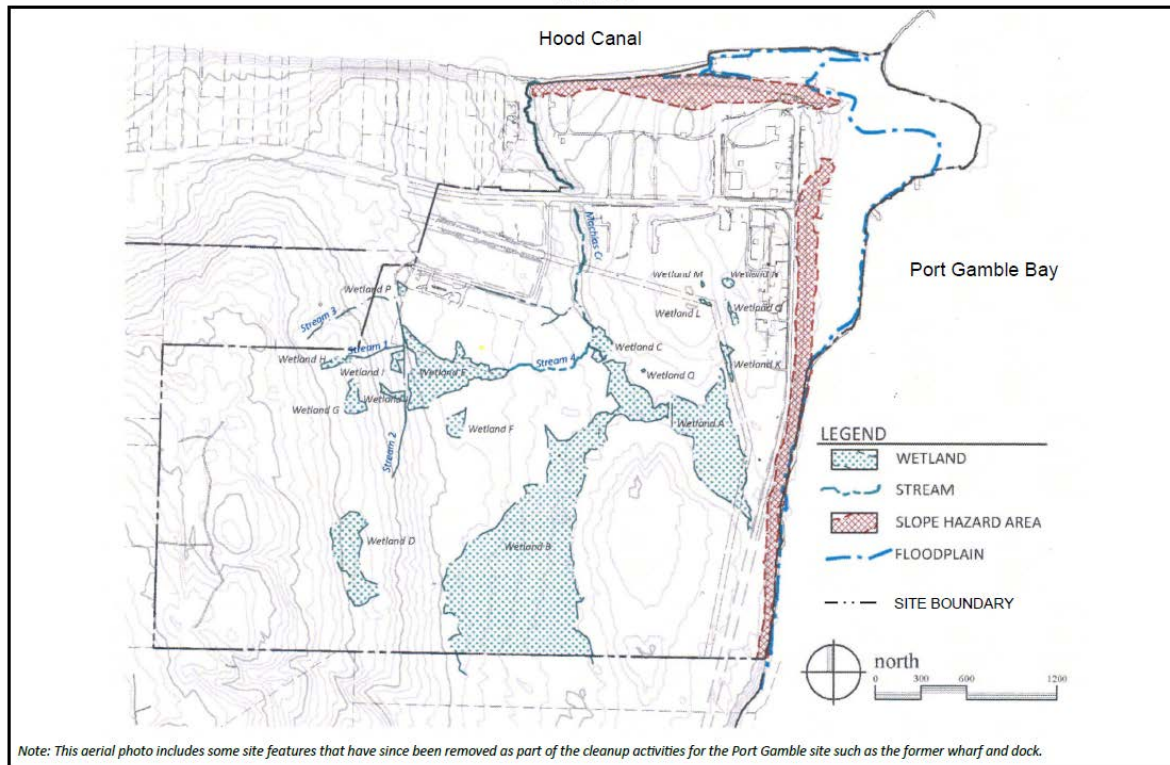 Hood Canal
Machias Cr
Port Gamble Bay
Wetland M
Wetland N
Wetland P
Wetland L
Stream 3
Stream 1
Wetland C
Wetland H
Stream 4
Wetland I
Wetland E
Wetland Q
Wetland K
Wetland
Wetland G
Wetland A
Wetland F
Stream 2
Wetland D
Wetland B
LEGEND
WETLAND
STREAM
SLOPE HAZARD AREA
FLOODPLAIN
SITE BOUNDARY
north
0 300 600 1200
Note: This aerial photo includes some site features that have since been removed as part of the cleanup activities for the Port Gamble site such as the former wharf and dock.